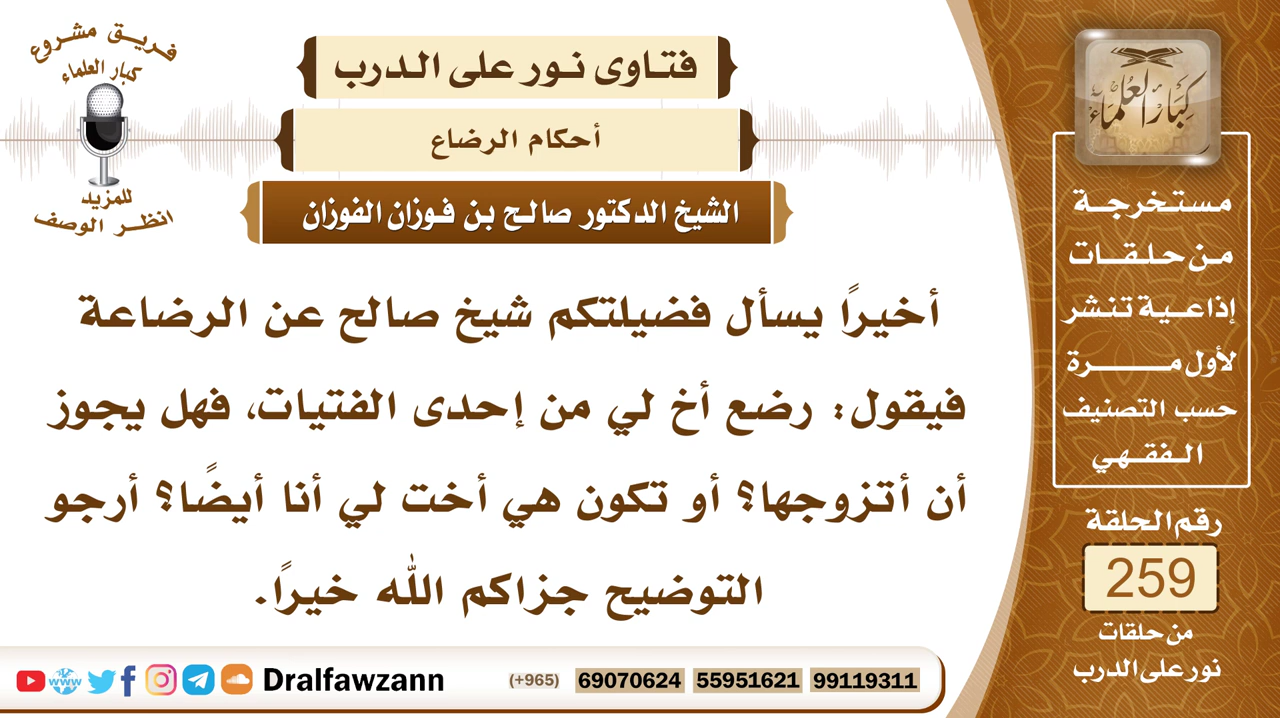 فريق مشروع
كبار العلماء
للمزيد
انظر الوصف
فتاوى نور على الدرب
أحكام الرضاع
الشيخ الدكتور صالح بن فوزان الفوزان
أخيرًا يسأل فضيلتكم شيخ صالح عن الرضاعة
فيقول: رضع أخ لي من إحدى الفتيات، فهل يجوز
أن أتزوجها؟ أو تكون هي أخت لي أنا أيضًا؟ أرجو
التوضيح جزاكم الله خيرًا.
كبار العلماء
مستخرجة
من حلقات
إذاعية تنشر
لأول مرة
حسب التصنيف
الفقهي
رقم الحلقة
259
من حلقات
نور على الدرب
www Dralfawzann (+965) 69070624 55951621 99119311